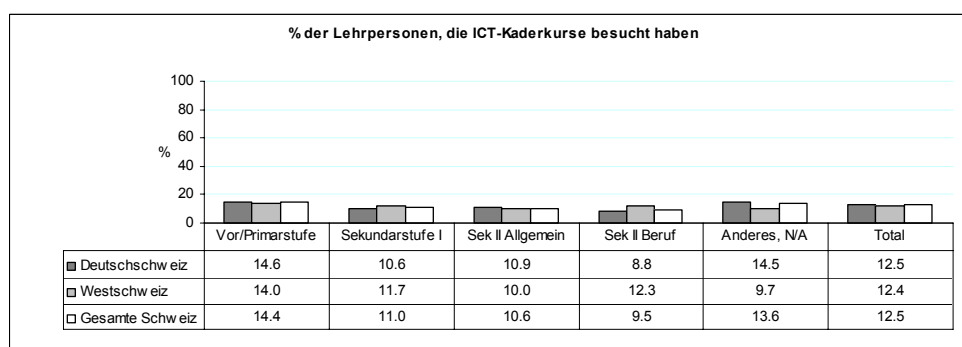 % der Lehrpersonen, die ICT-Kaderkurse besucht haben
100
80
60
%
40
20
0
Vor/Primarstufe Sekundarstufe I Sek II Allgemein Sek II Beruf Anderes, N/A Total
Deutschschweiz 14.6 10.6 10.9 8.8 14.5 12.5
Westschweiz 14.0 11.7 10.0 12.3 9.7 12.4
Gesamte Schweiz 14.4 11.0 10.6 9.5 13.6 12.5